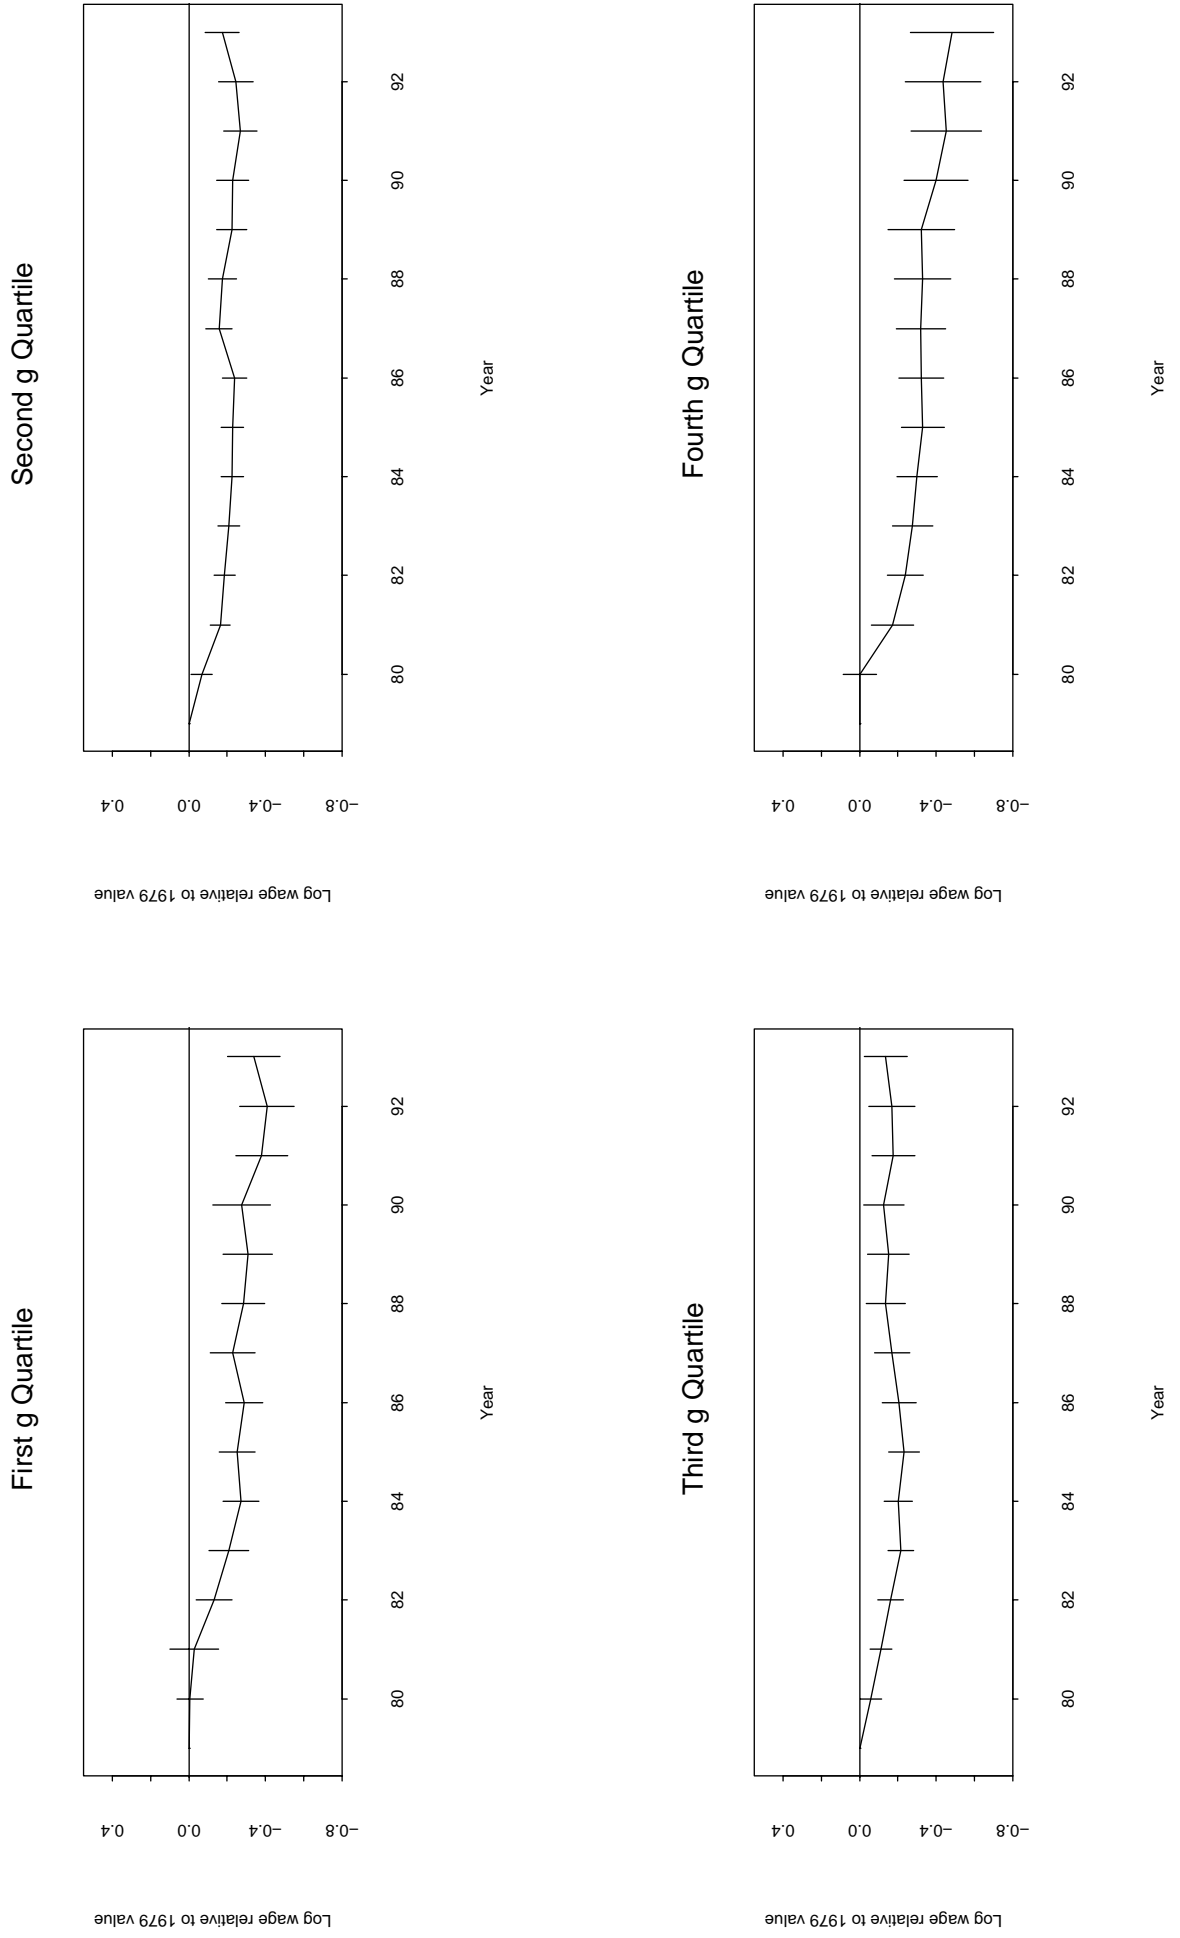 First g Quartile
Log wage relative to 1979 value
0.4
0.0
−0.4
−0.8
80 82 84 86 88 90 92
Year
Second g Quartile
Log wage relative to 1979 value
0.4
0.0
−0.4
−0.8
80 82 84 86 88 90 92
Year
Third g Quartile
Log wage relative to 1979 value
0.4
0.0
−0.4
−0.8
80 82 84 86 88 90 92
Year
Fourth g Quartile
Log wage relative to 1979 value
0.4
0.0
−0.4
−0.8
80 82 84 86 88 90 92
Year